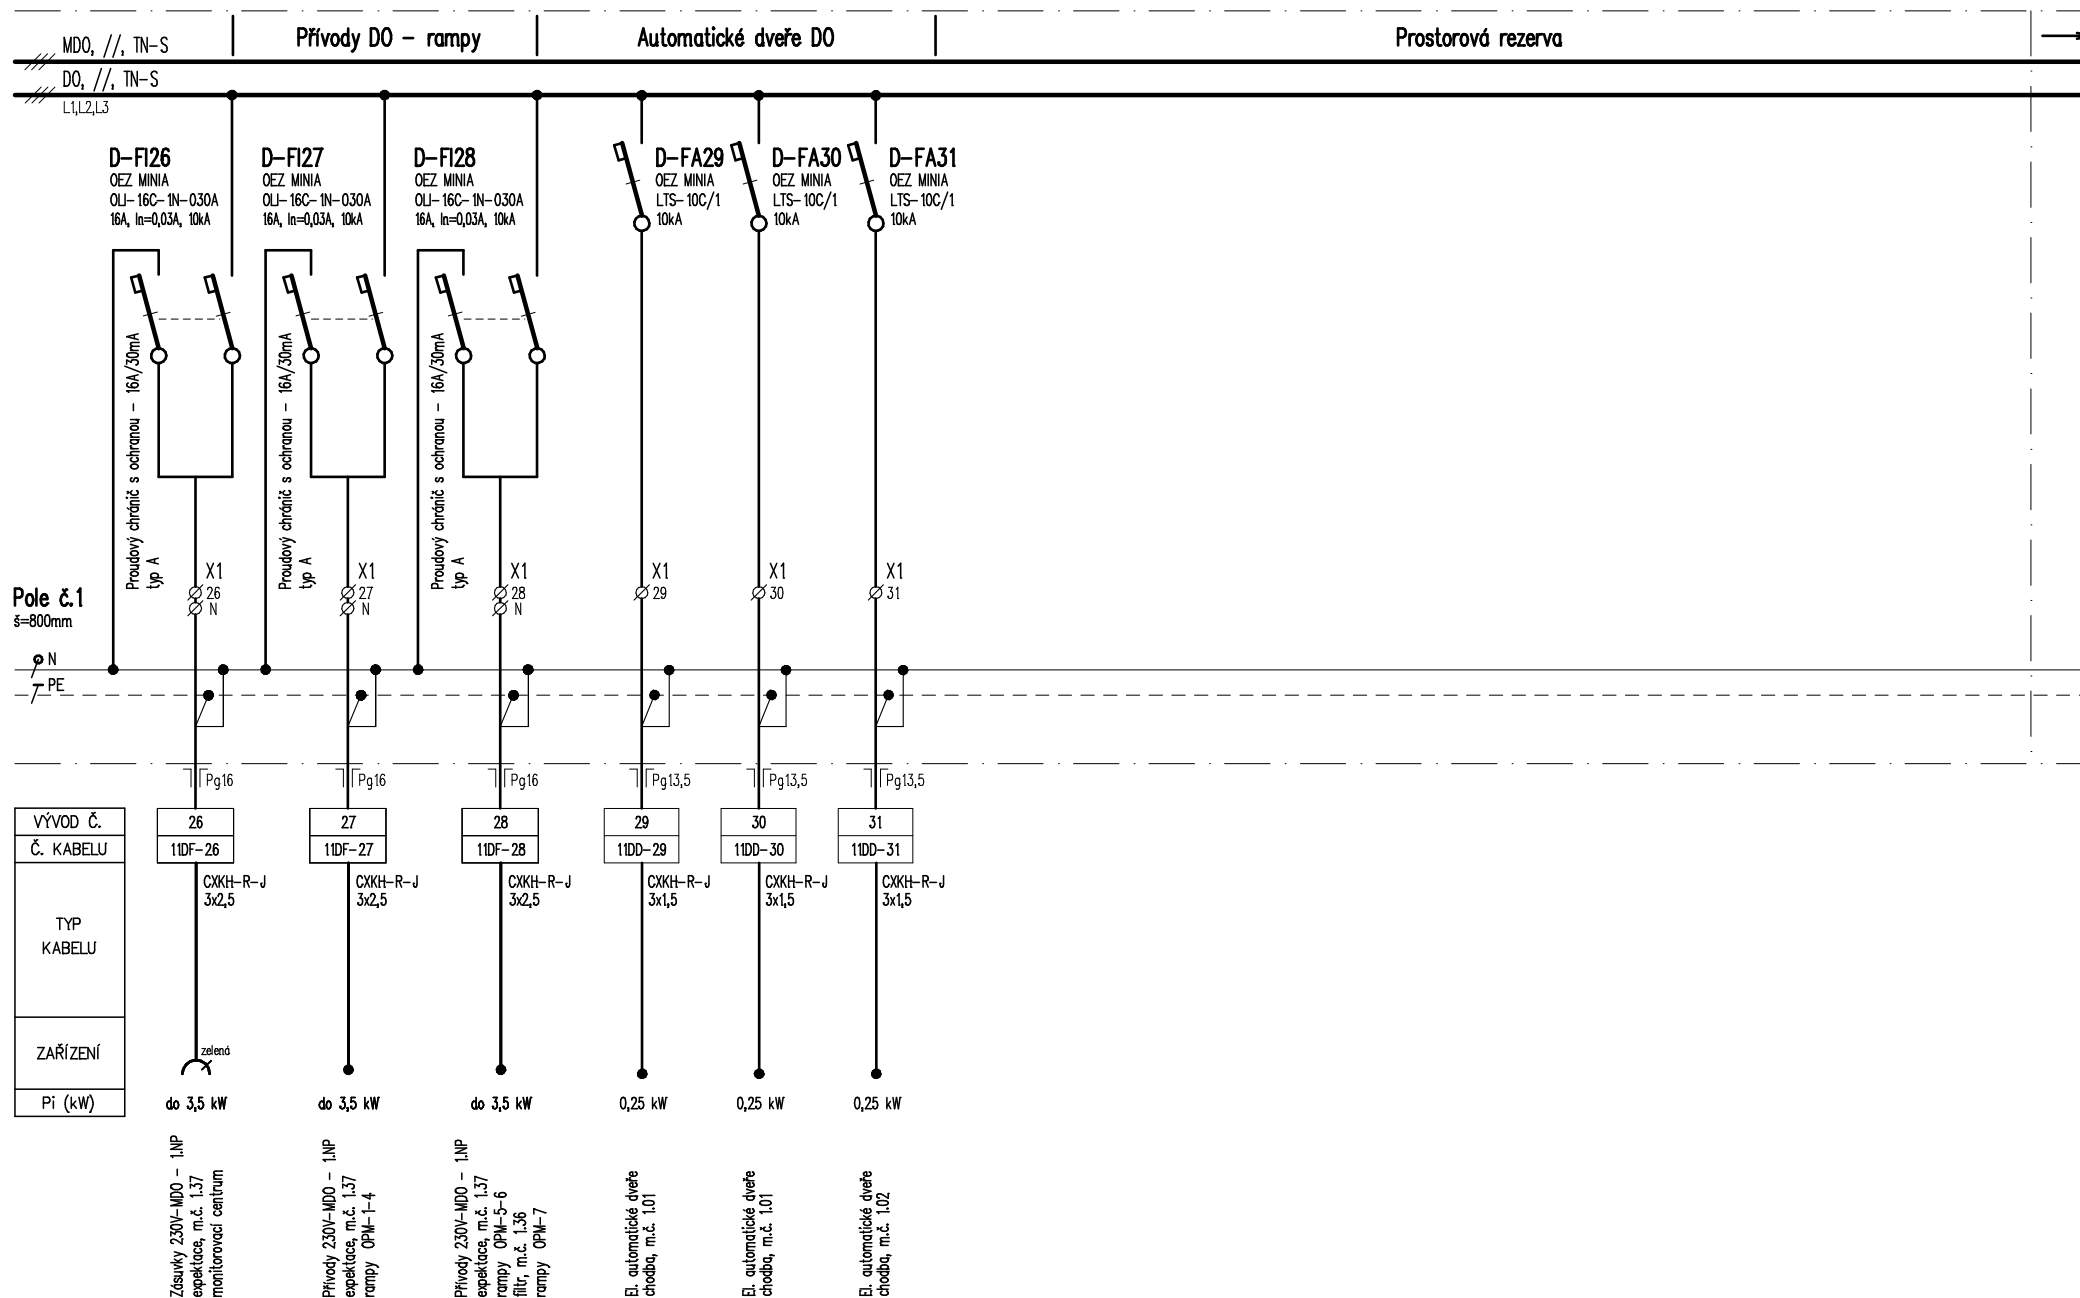 MDO, //, TN-S
Přívody DO - rampy
Automatické dveře DO
Prostorová rezerva
DO, //, TN-S
L1,L2,L3
D-FI26
OEZ MINIA
OLI-16C-1N-030A
16A, In=0,03A, 10kA
D-FI27
OEZ MINIA
OLI-16C-1N-030A
16A, In=0,03A, 10kA
D-FI28
OEZ MINIA
OLI-16C-1N-030A
16A, In=0,03A, 10kA
D-FA29
OEZ MINIA
LTS-10C/1
10kA
D-FA30
OEZ MINIA
LTS-10C/1
10kA
D-FA31
OEZ MINIA
LTS-10C/1
10kA
Proudový chránič s ochranou - 16A/30mA
typ A
Proudový chránič s ochranou - 16A/30mA
typ A
Proudový chránič s ochranou - 16A/30mA
typ A
X1
26
N
X1
27
N
X1
28
N
X1
29
X1
30
X1
31
Pole č.1
š=800mm
N
PE
Pg16
Pg16
Pg16
Pg13,5
Pg13,5
Pg13,5
VÝVOD Č.
26
27
28
29
30
31
Č. KABELU
11DF-26
11DF-27
11DF-28
11DD-29
11DD-30
11DD-31
TYP
KABELU
CXKH-R-J
3x2,5
CXKH-R-J
3x2,5
CXKH-R-J
3x2,5
CXKH-R-J
3x1,5
CXKH-R-J
3x1,5
CXKH-R-J
3x1,5
ZAŘÍZENÍ
zelená
Pi (kW)
do 3,5 kW
do 3,5 kW
do 3,5 kW
0,25 kW
0,25 kW
0,25 kW
Zásuvky 230V-MDO - 1.NP
expektace, m.č. 1.37
monitorovací centrum
Přívody 230V-MDO - 1.NP
expektace, m.č. 1.37
rampy OPM-1-4
Přívody 230V-MDO - 1.NP
expektace, m.č. 1.37
rampy OPM-5-6
filtr, m.č. 1.36
rampy OPM-7
El. automatické dveře
chodba, m.č. 1.01
El. automatické dveře
chodba, m.č. 1.01
El. automatické dveře
chodba, m.č. 1.02